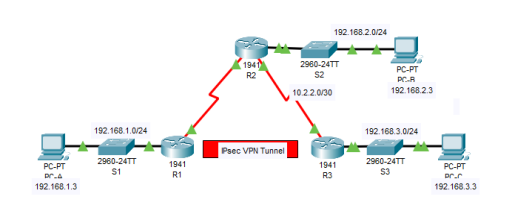 192.168.2.0/24
1941
R2
2960-24TT
S2
PC-PT
PC-B
192.168.2.3
10.2.2.0/30
192.168.1.0/24
PC-PT
PC-A
192.168.1.3
2960-24TT
S1
1941
R1
IPsec VPN Tunnel
1941
R3
192.168.3.0/24
2960-24TT
S3
PC-PT
PC-C
192.168.3.3